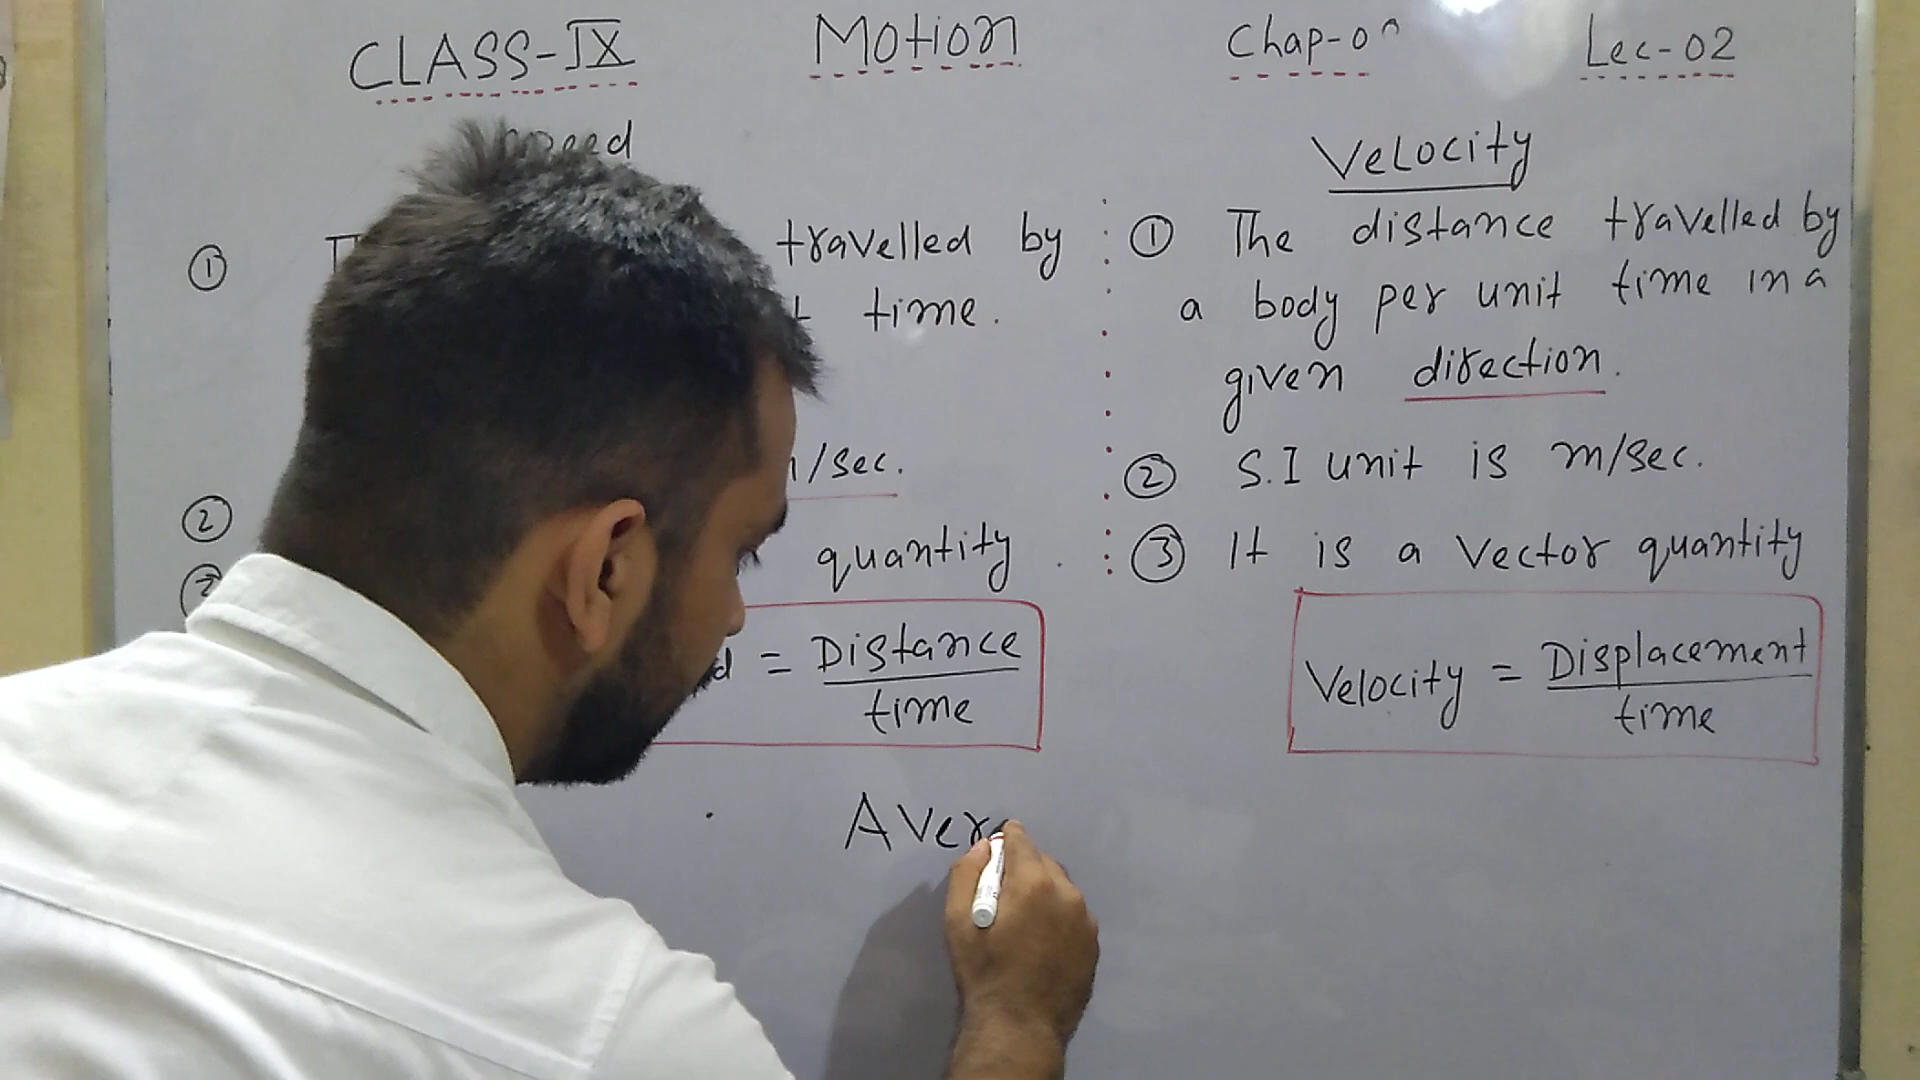 CLASS-IX Motion Chap-0 Lec-02
Velocity
① travelled by
time.
/sec.
②
quantity
= Distance
time
① The distance travelled by
a body per unit time in a
given direction.
② S.I unit is m/sec.
③ It is a Vector quantity
Velocity = Displacement
time
Aver